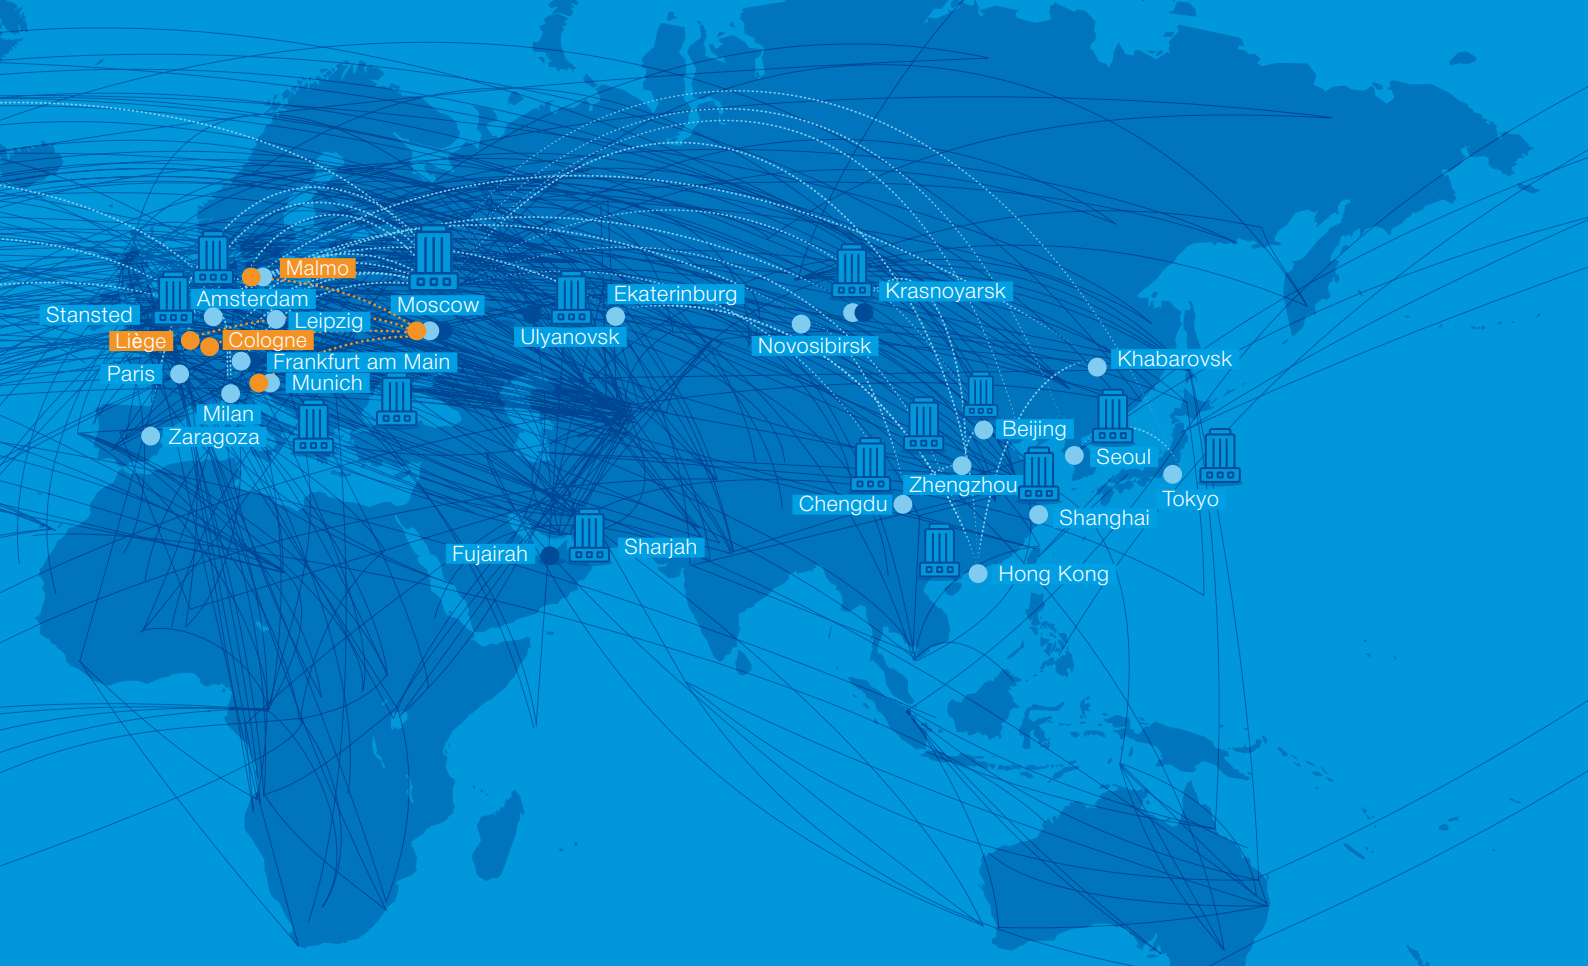 Malmo
Amsterdam
Moscow
Stansted
Leipzig
Ekaterinburg
Krasnoyarsk
Ulyanovsk
Novosibirsk
Liège
Cologne
Frankfurt am Main
Khabarovsk
Paris
Munich
Milan
Zaragoza
Beijing
Seoul
Zhengzhou
Tokyo
Chengdu
Shanghai
Fujairah
Sharjah
Hong Kong